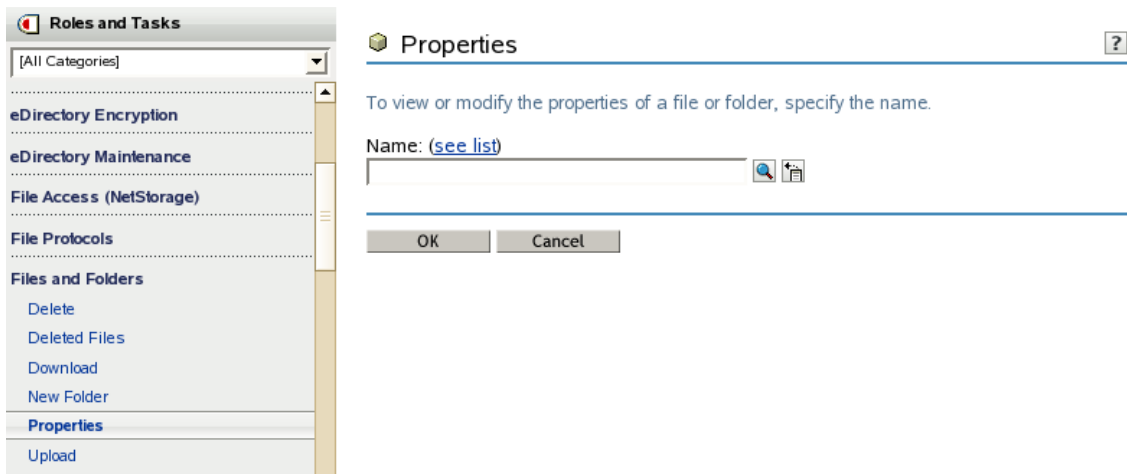 Roles and Tasks
[All Categories]
eDirectory Encryption
eDirectory Maintenance
File Access (NetStorage)
File Protocols
Files and Folders
Delete
Deleted Files
Download
New Folder
Properties
Upload
Properties
?
To view or modify the properties of a file or folder, specify the name.
Name: (see list)
OK
Cancel